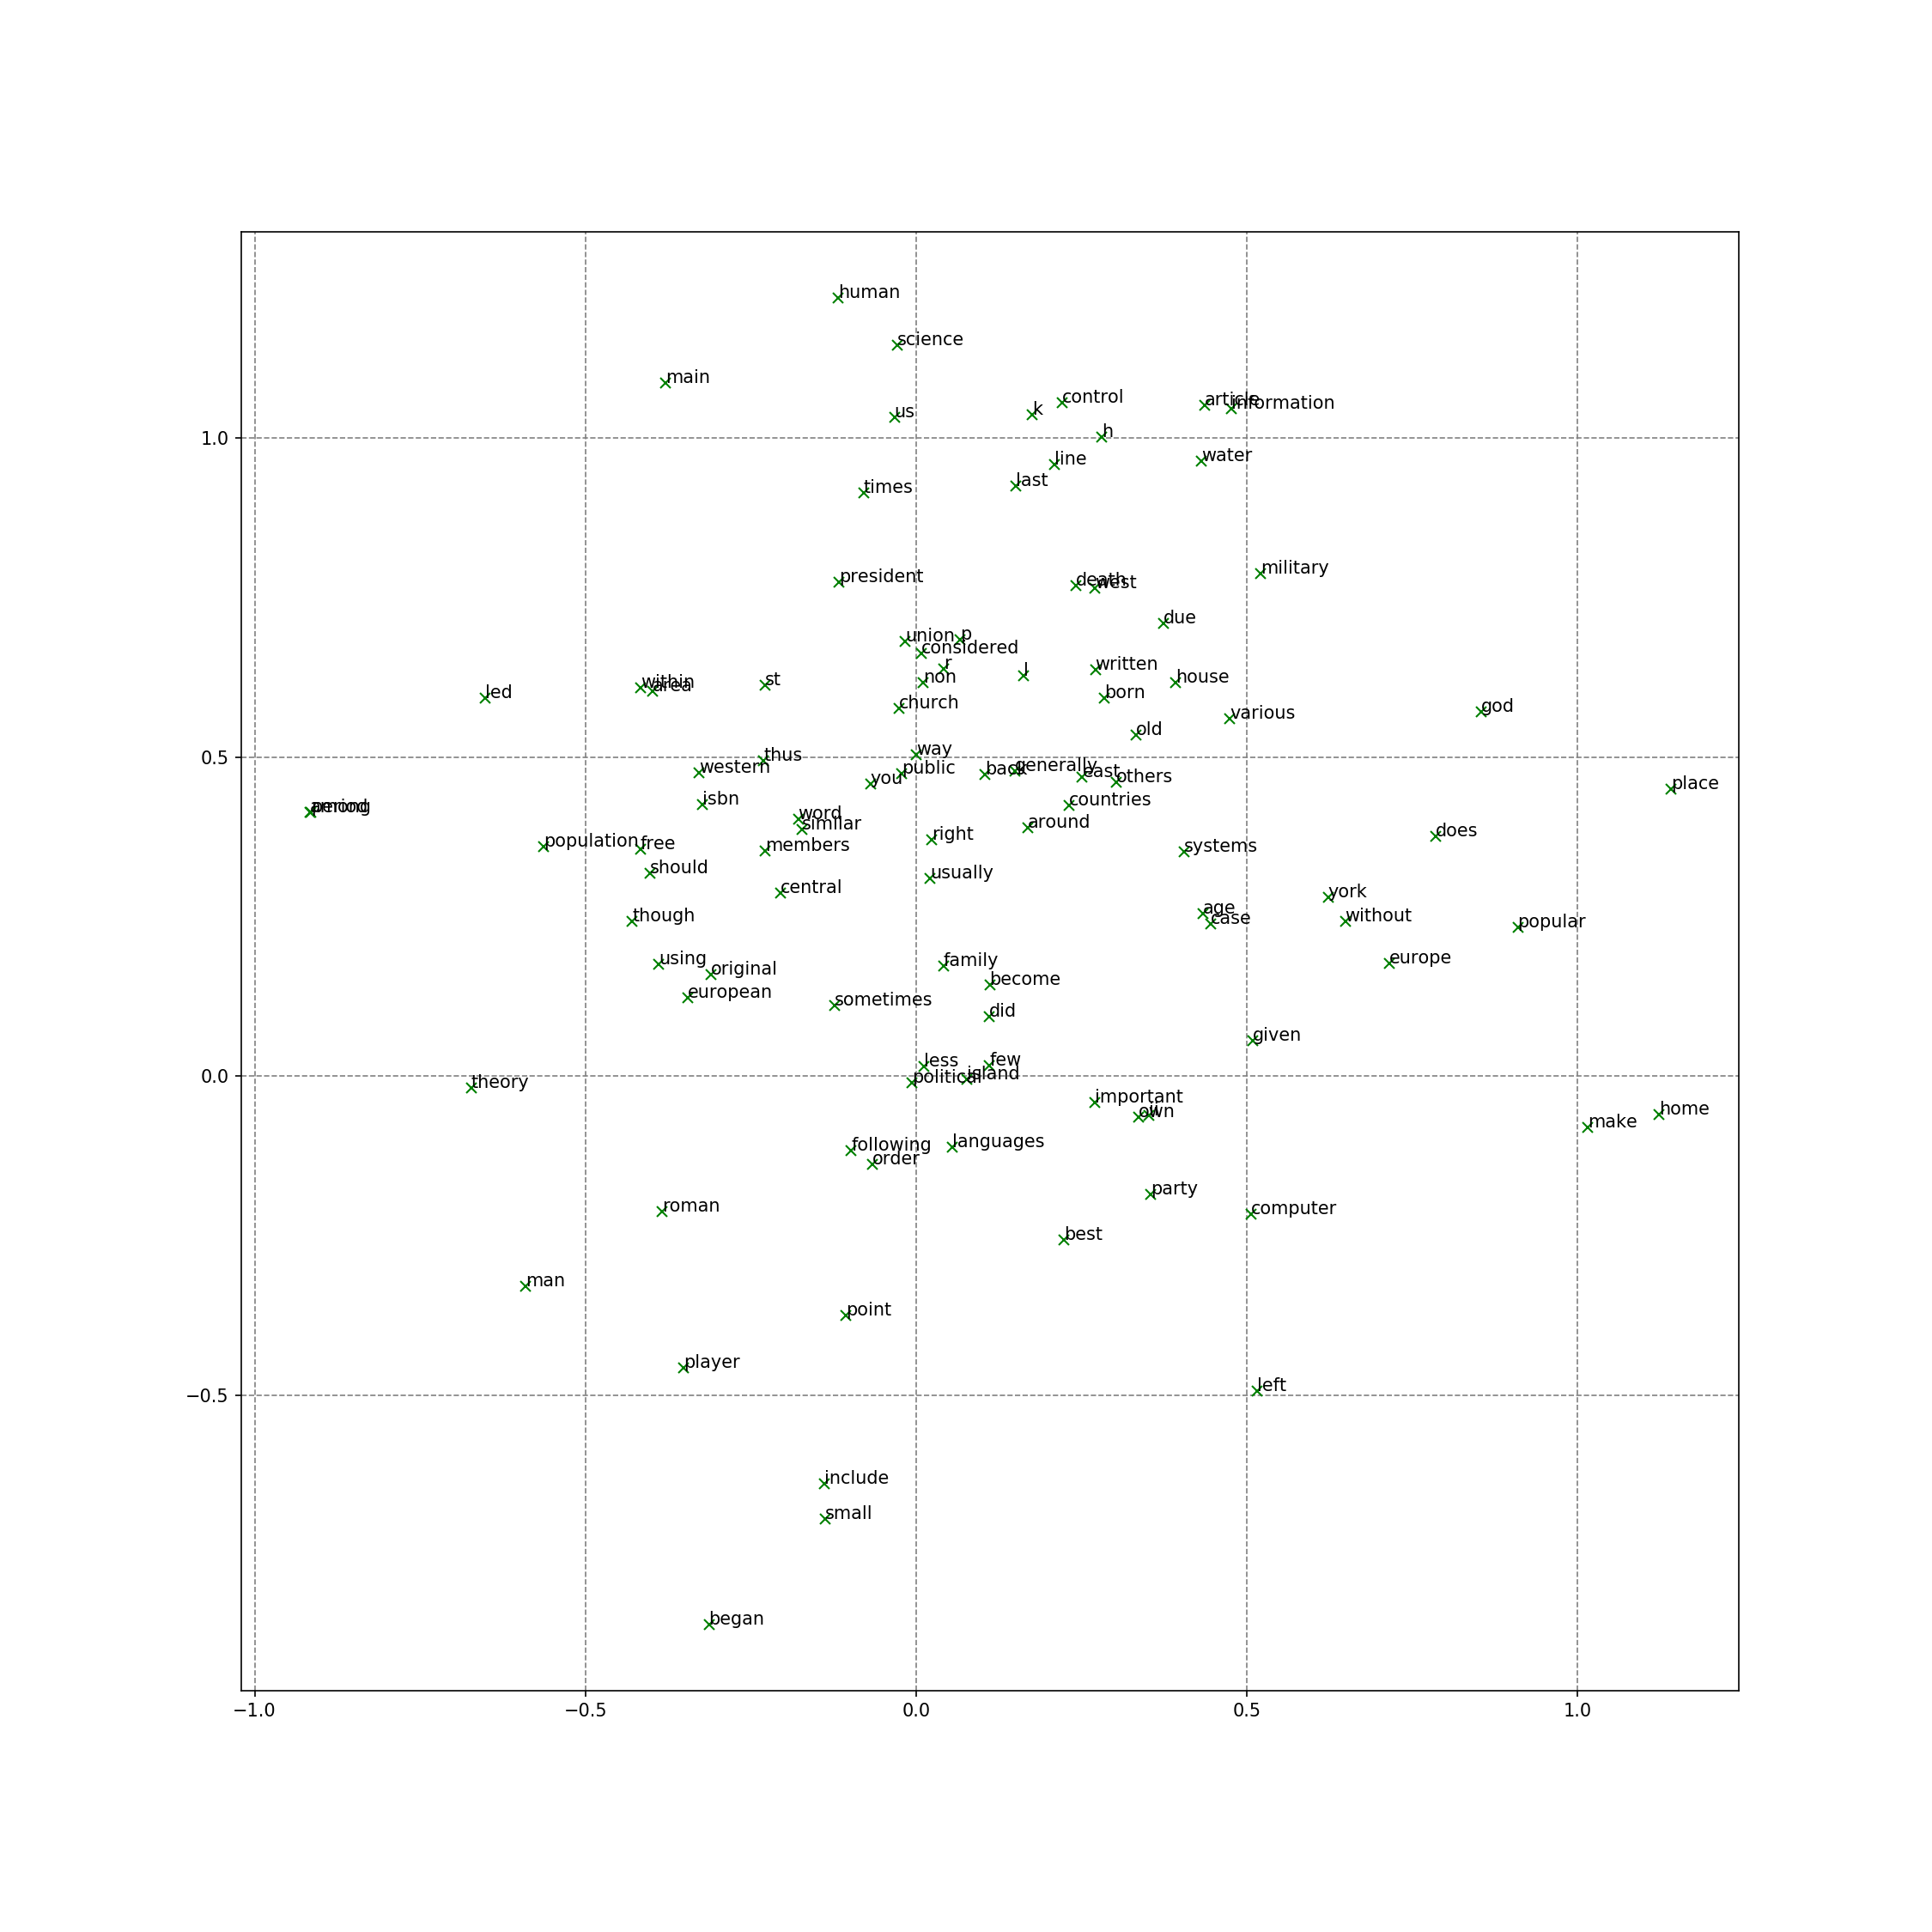 human
science
main
control
article
information
k
us
h
1.0
line
water
last
times
military
president
death
west
due
union
p
considered
written
r
l
non
house
within
area
st
led
born
church
god
various
old
0.5
way
thus
generally
western
public
back
east
you
others
place
isbn
countries
among
period
word
similar
around
right
does
population
free
members
systems
should
usually
central
york
age
case
though
without
popular
using
family
europe
original
become
european
sometimes
did
given
less
few
island
political
0.0
theory
important
own
home
make
following
languages
order
party
roman
computer
best
man
point
player
left
−0.5
include
small
began
−1.0
−0.5
0.0
0.5
1.0